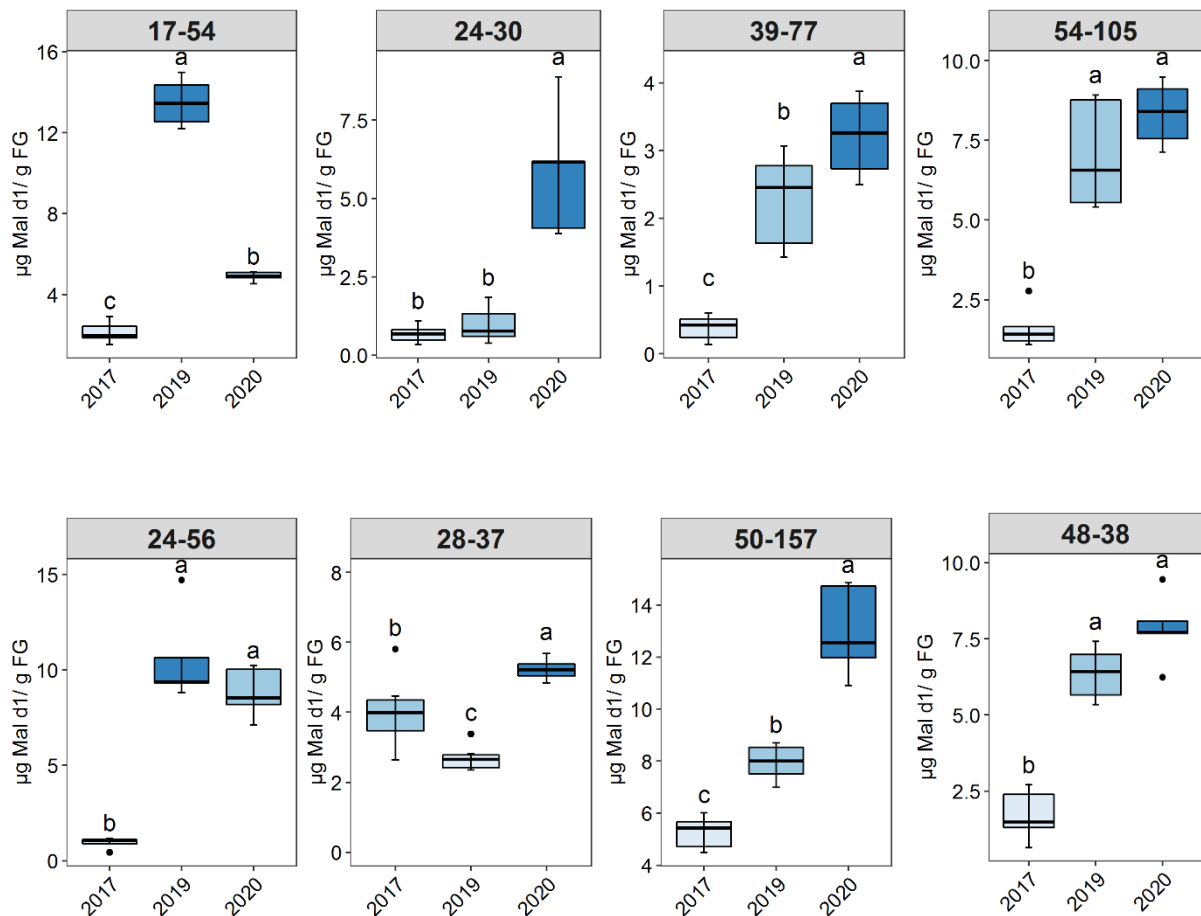 17-54
24-30
39-77
54-105
µg Mal d1/ g FG
16
12
8
4
a
b
c
2017
2019
2020
µg Mal d1/ g FG
7.5
5.0
2.5
0.0
a
b
b
2017
2019
2020
µg Mal d1/ g FG
4
3
2
1
0
a
b
c
2017
2019
2020
µg Mal d1/ g FG
10.0
7.5
5.0
2.5
a
a
b
2017
2019
2020
24-56
28-37
50-157
48-38
µg Mal d1/ g FG
15
10
5
0
a
a
b
2017
2019
2020
µg Mal d1/ g FG
8
6
4
2
0
b
a
c
2017
2019
2020
µg Mal d1/ g FG
14
12
10
8
6
4
a
b
c
2017
2019
2020
µg Mal d1/ g FG
10.0
7.5
5.0
2.5
a
a
b
2017
2019
2020